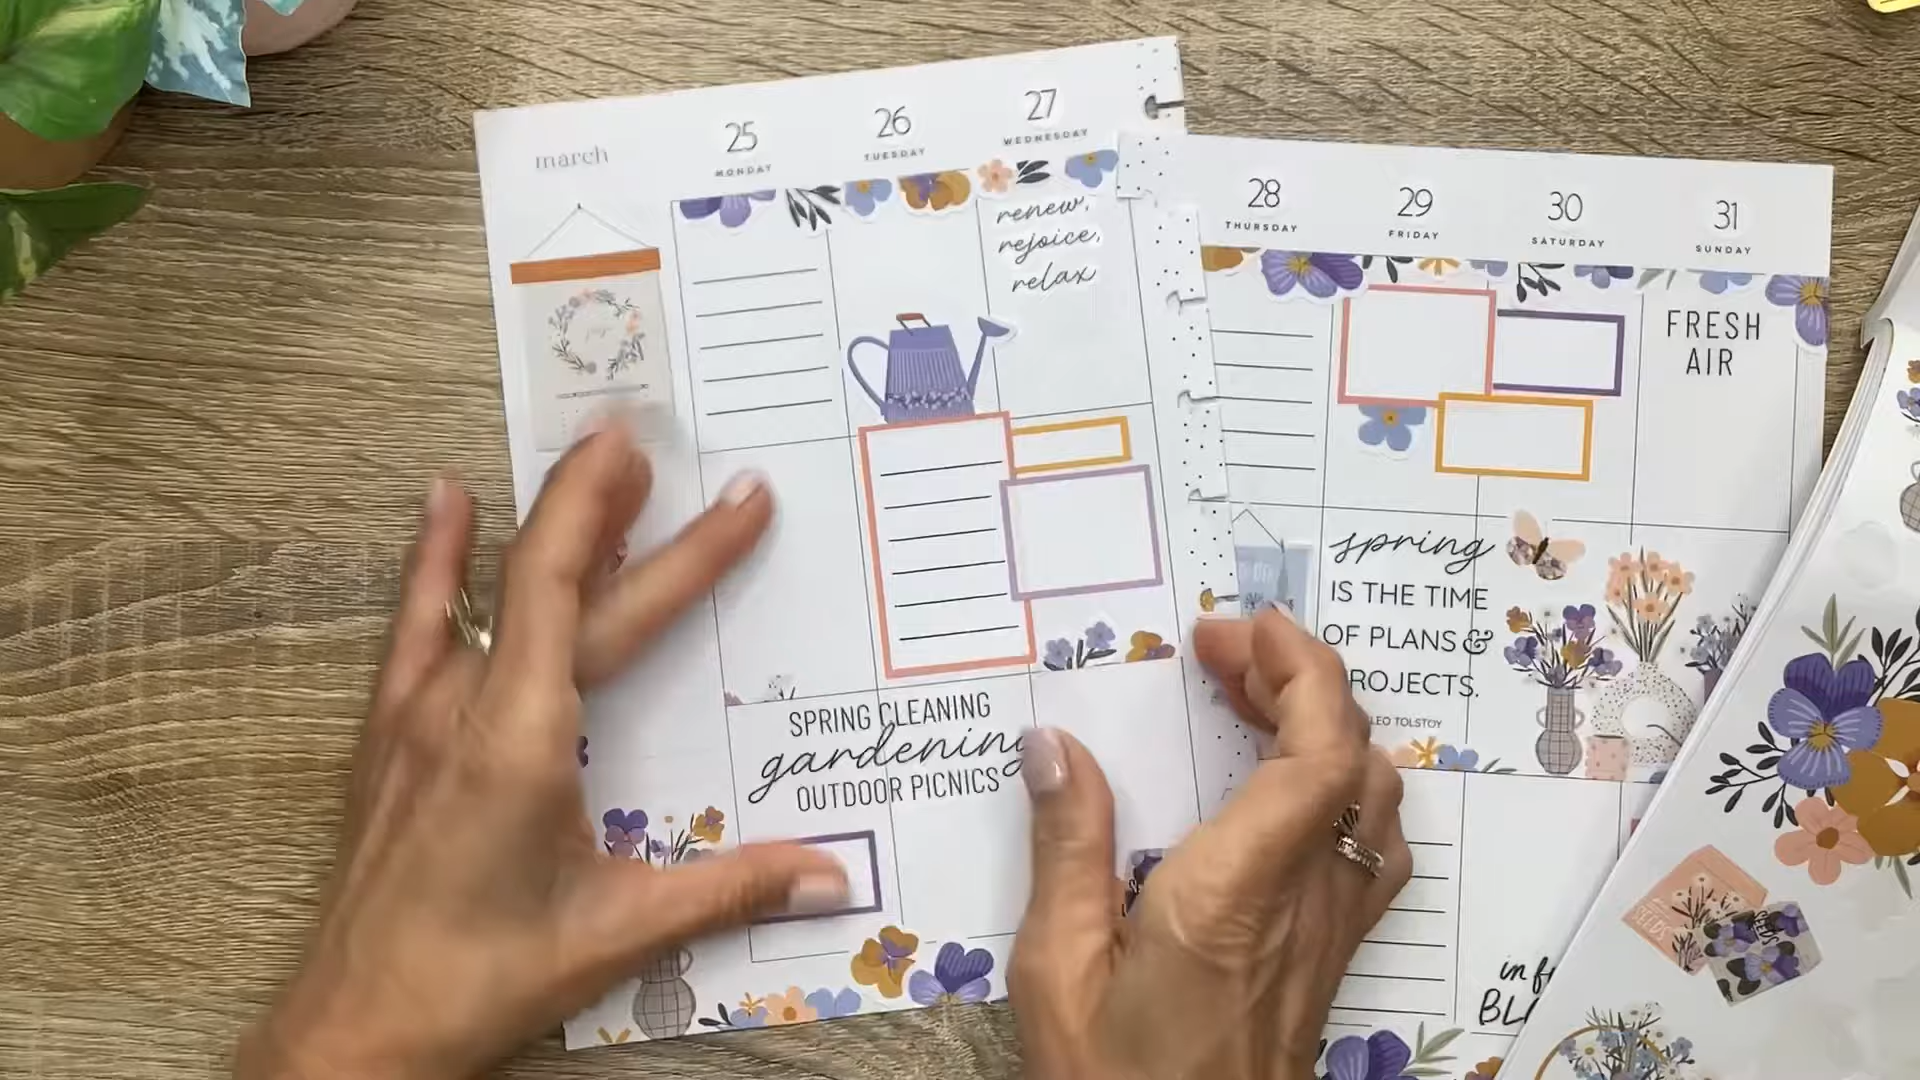 march
25
MONDAY
26
TUESDAY
27
WEDNESDAY
28
THURSDAY
29
FRIDAY
30
SATURDAY
31
SUNDAY
renew,
rejoice,
relax
FRESH
AIR
spring
IS THE TIME
OF PLANS &
ROJECTS.
LEO TOLSTOY
SPRING CLEANING
gardening
OUTDOOR PICNICS
SEEDS
SEEDS